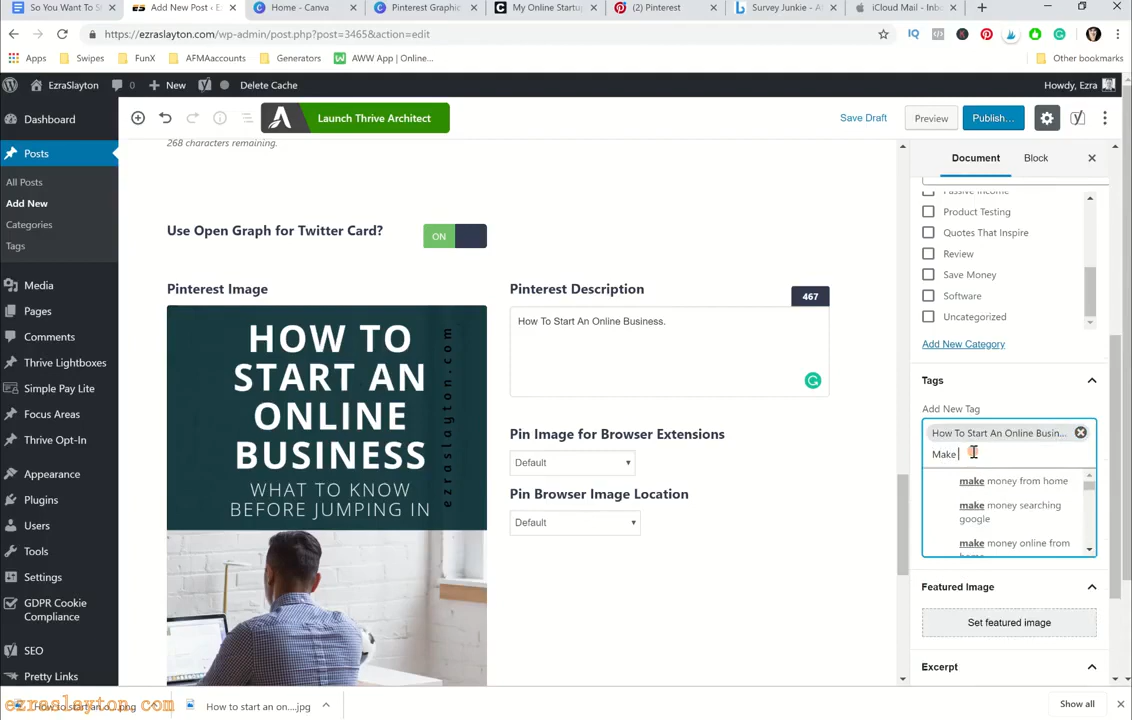 So You Want To S
Add New Post ‹ E
Home - Canva
Pinterest Graphic
My Online Startup
(2) Pinterest
Survey Junkie - A
iCloud Mail - Inb
https://ezraslayton.com/wp-admin/post.php?post=3465&action=edit
Apps
Swipes
FunX
AFMAaccounts
Generators
AWW App | Online...
Other bookmarks
EzraSlayton
0
New
Delete Cache
Howdy, Ezra
Dashboard
Posts
All Posts
Add New
Categories
Tags
Media
Pages
Comments
Thrive Lightboxes
Simple Pay Lite
Focus Areas
Thrive Opt-In
Appearance
Plugins
Users
Tools
Settings
GDPR Cookie
Compliance
SEO
Pretty Links
Launch Thrive Architect
Save Draft
Preview
Publish...
268 characters remaining.
Use Open Graph for Twitter Card?
ON
Pinterest Image
HOW TO
START AN
ONLINE
BUSINESS
WHAT TO KNOW
BEFORE JUMPING IN
ezraslayton.com
Pinterest Description
467
How To Start An Online Business.
Pin Image for Browser Extensions
Default
Pin Browser Image Location
Default
Document
Block
Passive Income
Product Testing
Quotes That Inspire
Review
Save Money
Software
Uncategorized
Add New Category
Tags
Add New Tag
How To Start An Online Busin...
Make
make money from home
make money searching
google
make money online from
home
Featured Image
Set featured image
Excerpt
ezraslayton.com
How to start an o....png
How to start an on....jpg
Show all